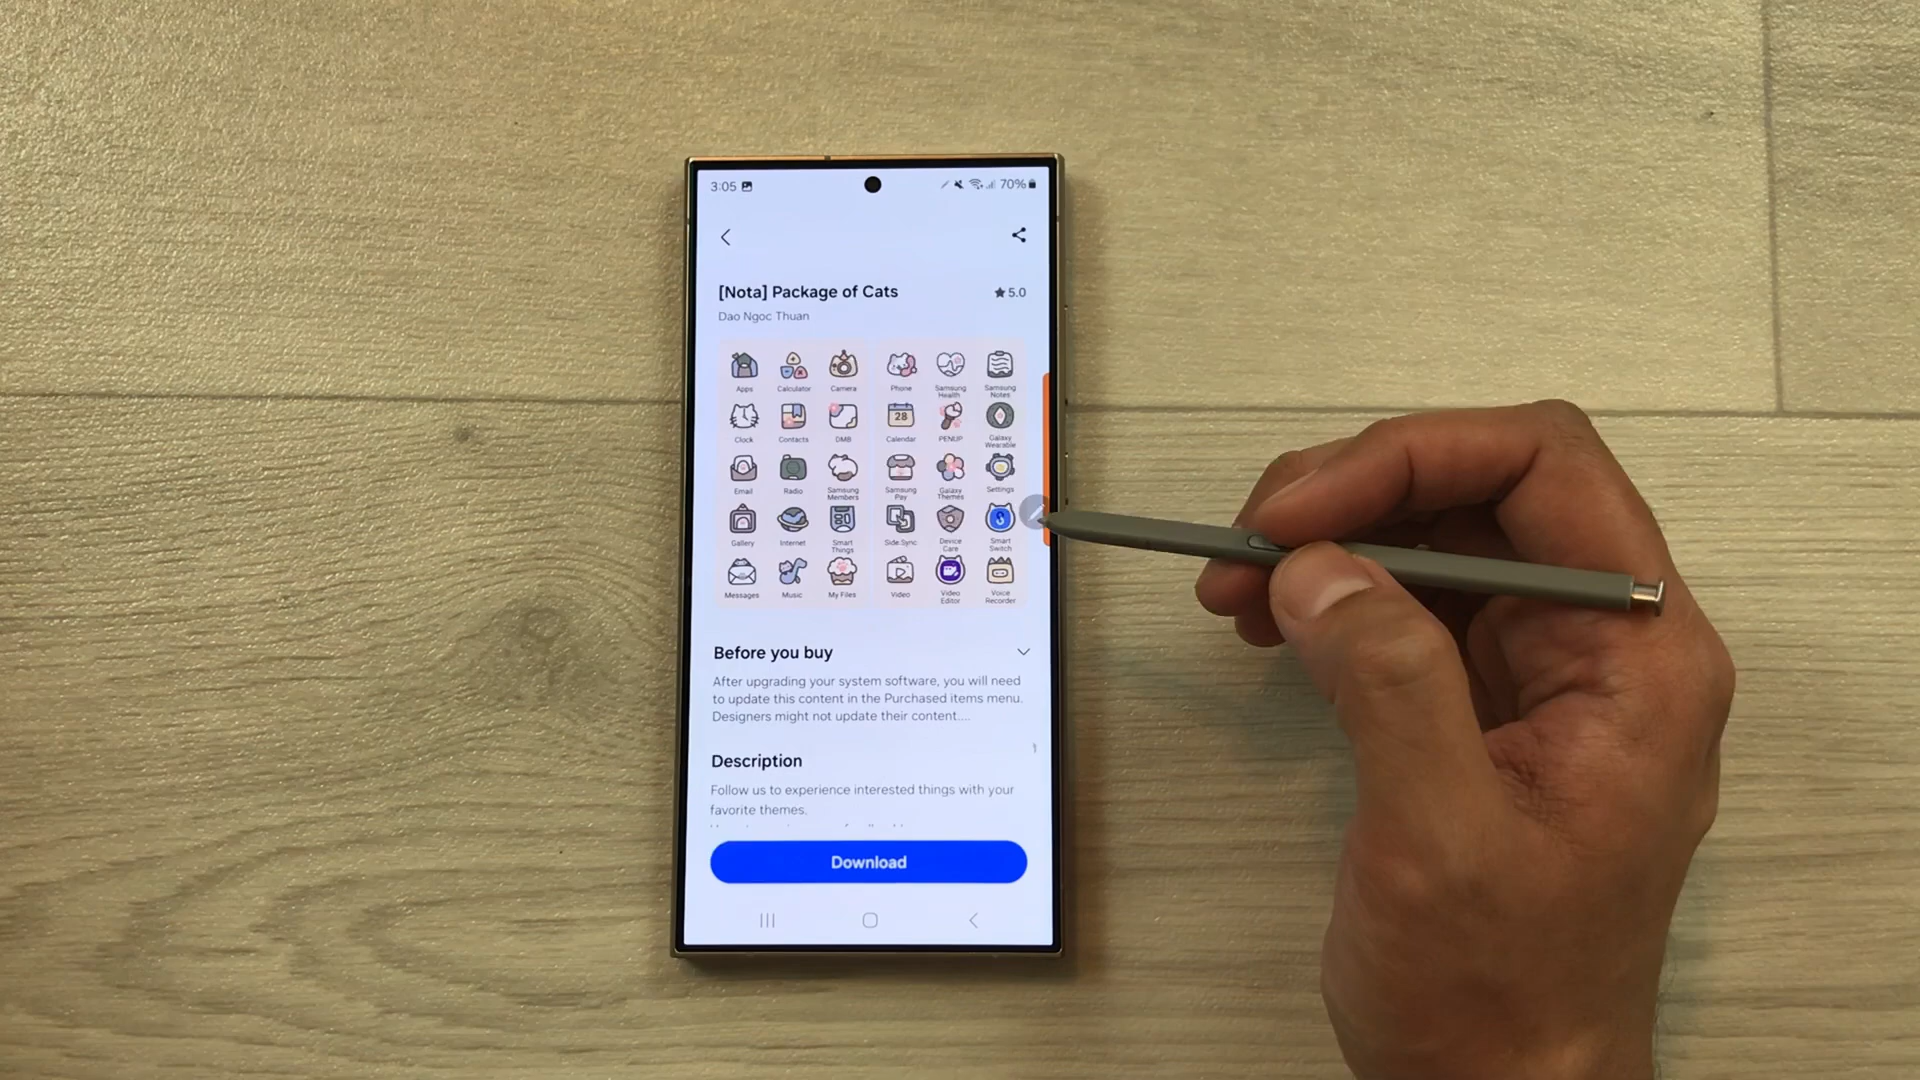 3:05 70%
[Nota] Package of Cats 5.0
Dao Ngoc Thuan
Apps Calculator Camera Phone Samsung Health Samsung Notes
Clock Contacts DMB Calendar PENUP Galaxy Wearable
28
Email Radio Samsung Members Samsung Pay Galaxy Themes Settings
Gallery Internet Smart Things Side Sync Device Care Smart Switch
Messages Music My Files Video Video Editor Voice Recorder
Before you buy
After upgrading your system software, you will need
to update this content in the Purchased items menu.
Designers might not update their content....
Description
Follow us to experience interested things with your
favorite themes.
Download